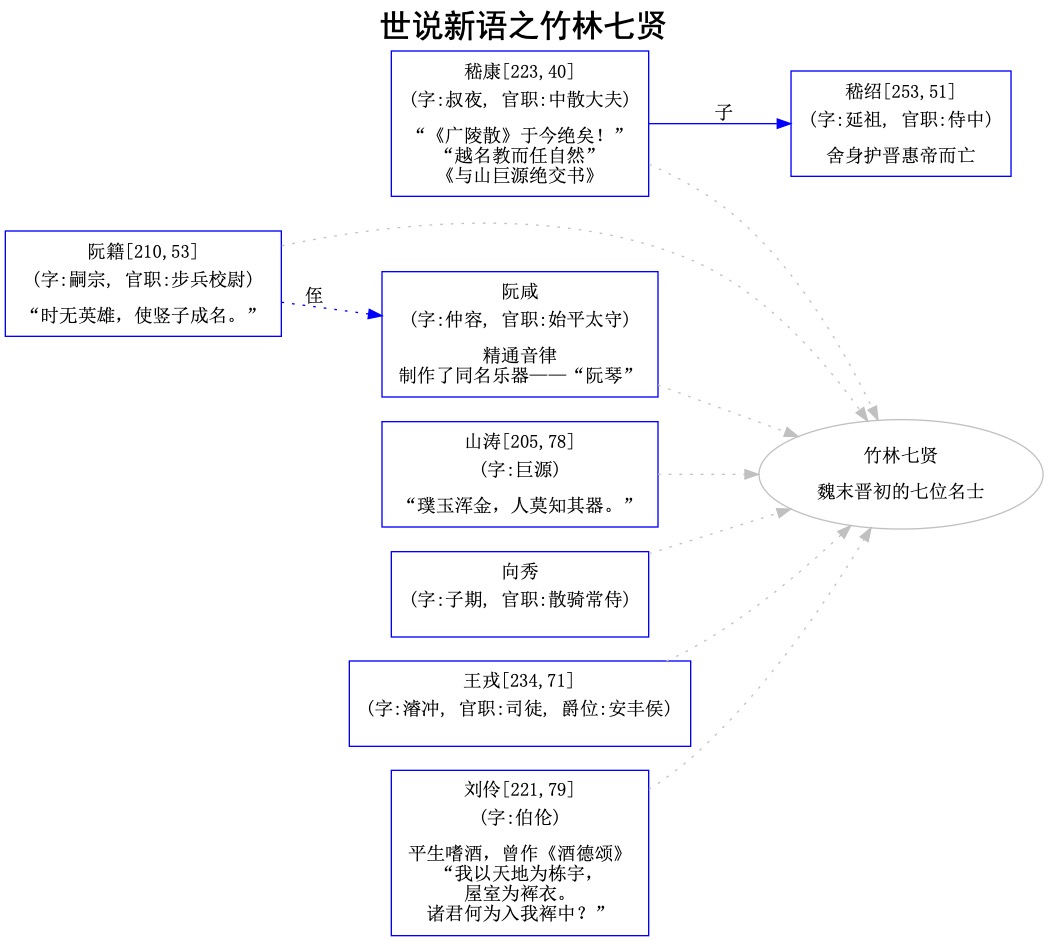 世说新语之竹林七贤
嵇康[223,40]
(字:叔夜, 官职:中散大夫)
“《广陵散》于今绝矣！”
“越名教而任自然”
《与山巨源绝交书》
子
嵇绍[253,51]
(字:延祖, 官职:侍中)
舍身护晋惠帝而亡
阮籍[210,53]
(字:嗣宗, 官职:步兵校尉)
“时无英雄，使竖子成名。”
侄
阮咸
(字:仲容, 官职:始平太守)
精通音律
制作了同名乐器——“阮琴”
山涛[205,78]
(字:巨源)
“璞玉浑金，人莫知其器。”
竹林七贤
魏末晋初的七位名士
向秀
(字:子期, 官职:散骑常侍)
王戎[234,71]
(字:濬冲, 官职:司徒, 爵位:安丰侯)
刘伶[221,79]
(字:伯伦)
平生嗜酒，曾作《酒德颂》
“我以天地为栋宇，
屋室为裈衣。
诸君何为入我裈中？”